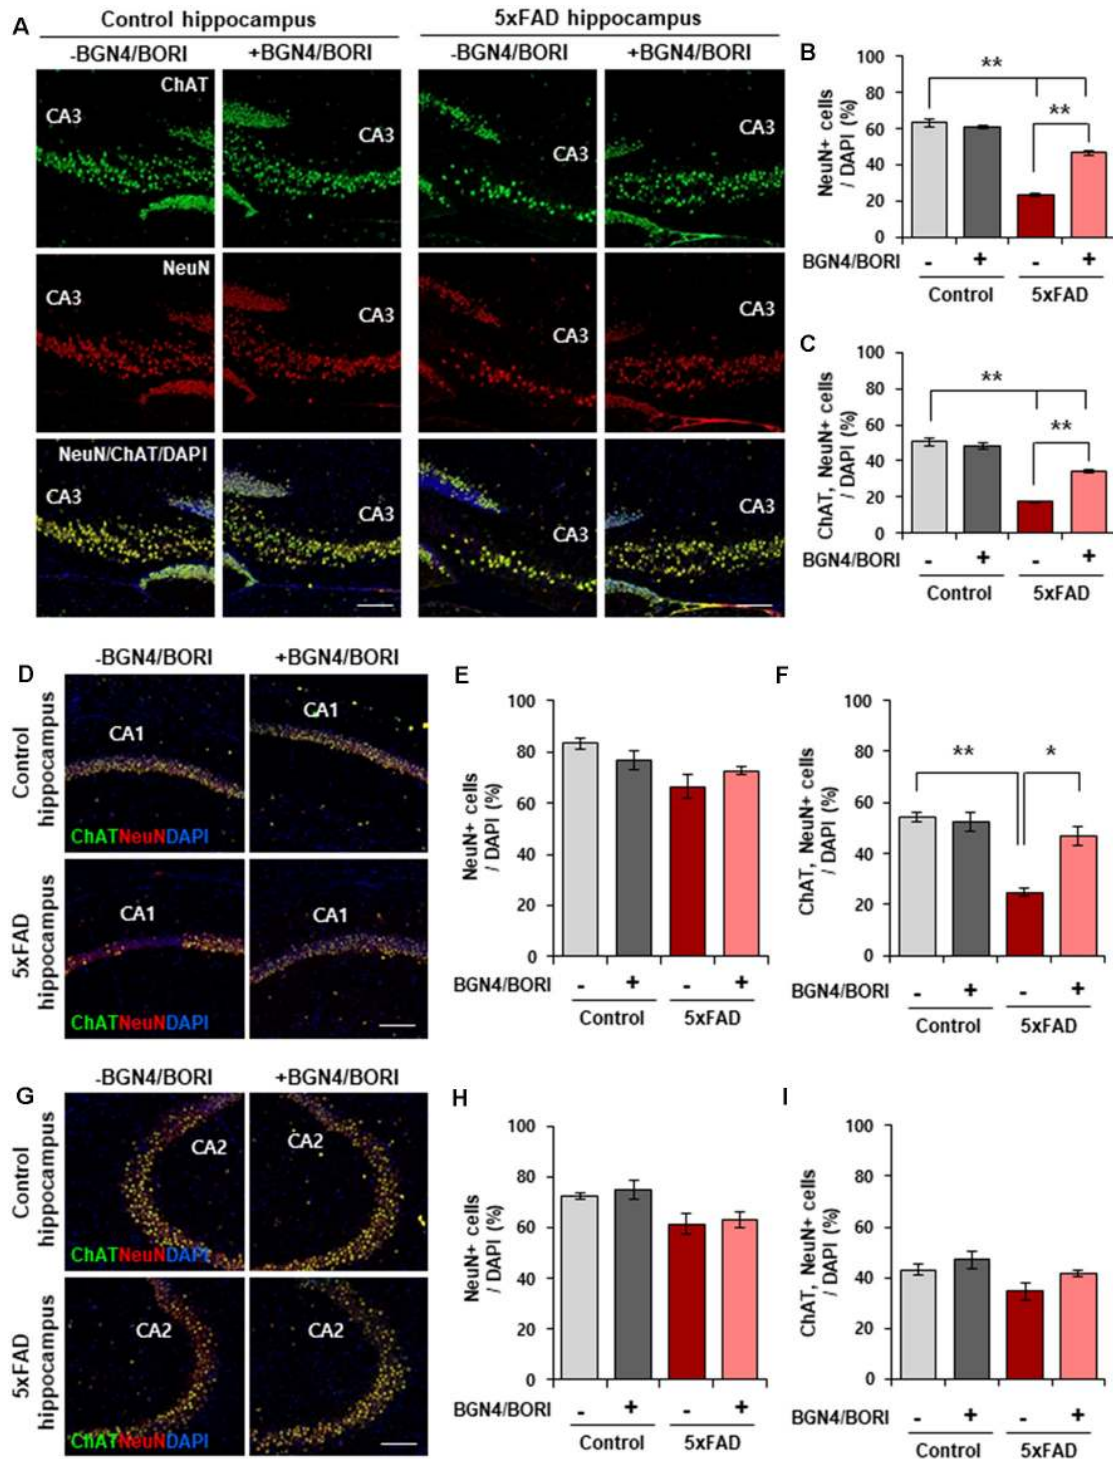 A
Control hippocampus
5xFAD hippocampus
-BGN4/BORI
+BGN4/BORI
-BGN4/BORI
+BGN4/BORI
ChAT
CA3
CA3
CA3
CA3
NeuN
CA3
CA3
CA3
CA3
NeuN/ChAT/DAPI
CA3
CA3
CA3
CA3
B
NeuN+ cells
/ DAPI (%)
100
80
60
40
20
0
**
**
BGN4/BORI
- + - +
Control
5xFAD
C
ChAT, NeuN+ cells
/ DAPI (%)
100
80
60
40
20
0
**
**
BGN4/BORI
- + - +
Control
5xFAD
D
-BGN4/BORI
+BGN4/BORI
Control
hippocampus
CA1
CA1
ChATNeuNDAPI
5xFAD
hippocampus
CA1
CA1
ChATNeuNDAPI
E
NeuN+ cells
/ DAPI (%)
100
80
60
40
20
0
BGN4/BORI
- + - +
Control
5xFAD
F
ChAT, NeuN+ cells
/ DAPI (%)
100
80
60
40
20
0
**
*
BGN4/BORI
- + - +
Control
5xFAD
G
-BGN4/BORI
+BGN4/BORI
Control
hippocampus
CA2
CA2
ChATNeuNDAPI
5xFAD
hippocampus
CA2
CA2
ChATNeuNDAPI
H
NeuN+ cells
/ DAPI (%)
100
80
60
40
20
0
BGN4/BORI
- + - +
Control
5xFAD
I
ChAT, NeuN+ cells
/ DAPI (%)
100
80
60
40
20
0
BGN4/BORI
- + - +
Control
5xFAD